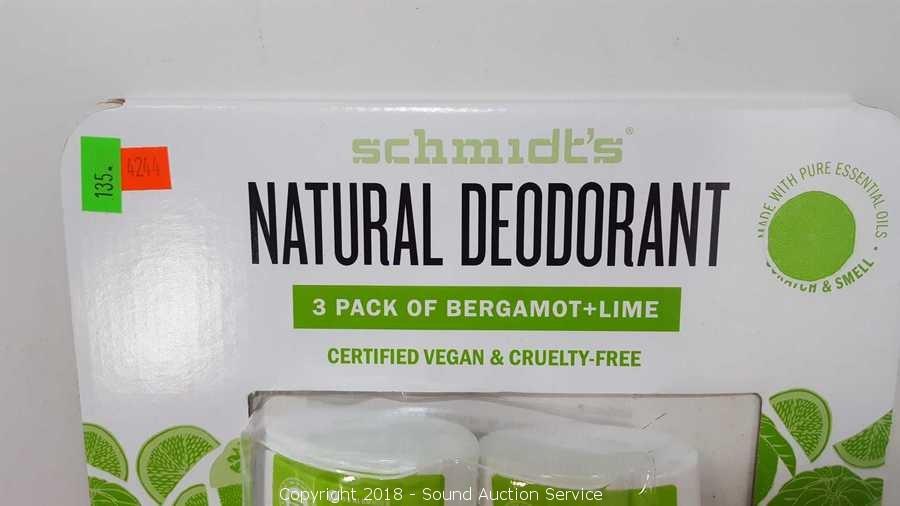 schmidt's®
135.
4244
NATURAL DEODORANT
MADE WITH PURE ESSENTIAL OILS •
SCRATCH & SMELL
3 PACK OF BERGAMOT+LIME
CERTIFIED VEGAN & CRUELTY-FREE
Copyright 2018 - Sound Auction Service